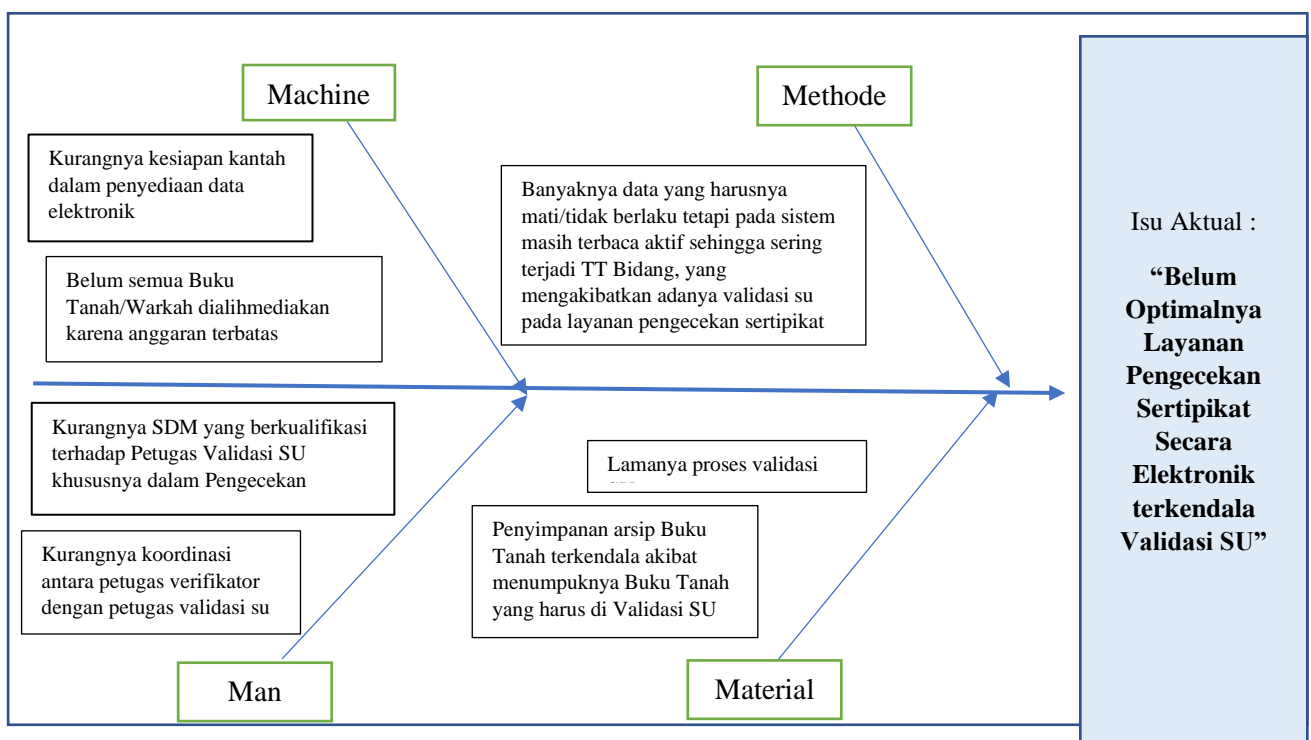 Machine
Methode
Kurangnya kesiapan kantah
dalam penyediaan data
elektronik
Belum semua Buku
Tanah/Warkah dialihmediakan
karena anggaran terbatas
Banyaknya data yang harusnya
mati/tidak berlaku tetapi pada sistem
masih terbaca aktif sehingga sering
terjadi TT Bidang, yang
mengakibatkan adanya validasi su
pada layanan pengecekan sertipikat
Kurangnya SDM yang berkualifikasi
terhadap Petugas Validasi SU
khususnya dalam Pengecekan
Kurangnya koordinasi
antara petugas verifikator
dengan petugas validasi su
Lamanya proses validasi
Penyimpanan arsip Buku
Tanah terkendala akibat
menumpuknya Buku Tanah
yang harus di Validasi SU
Man
Material
Isu Aktual :
“Belum
Optimalnya
Layanan
Pengecekan
Sertipikat
Secara
Elektronik
terkendala
Validasi SU”